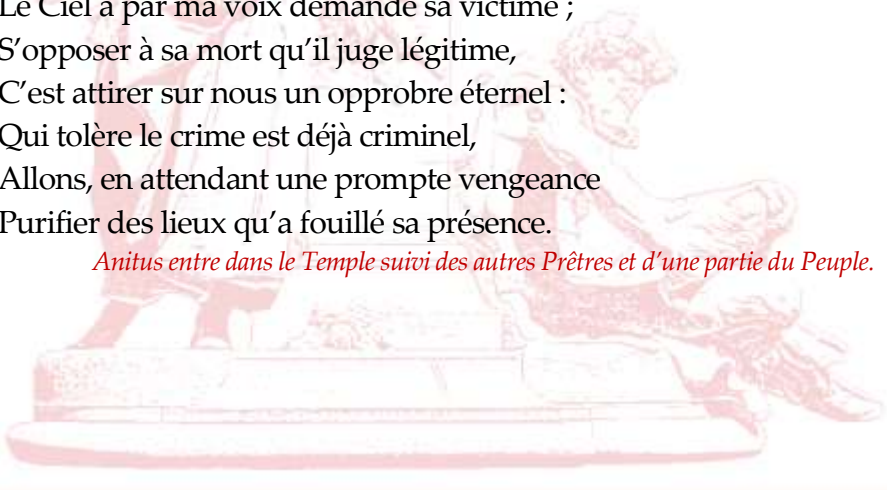 Le Ciel a par ma voix demandé sa victime ;
S’opposer à sa mort qu’il juge légitime,
C’est attirer sur nous un opprobre éternel :
Qui tolère le crime est déjà criminel,
Allons, en attendant une prompte vengeance
Purifier des lieux qu’a fouillé sa présence.
Anitus entre dans le Temple suivi des autres Prêtres et d’une partie du Peuple.